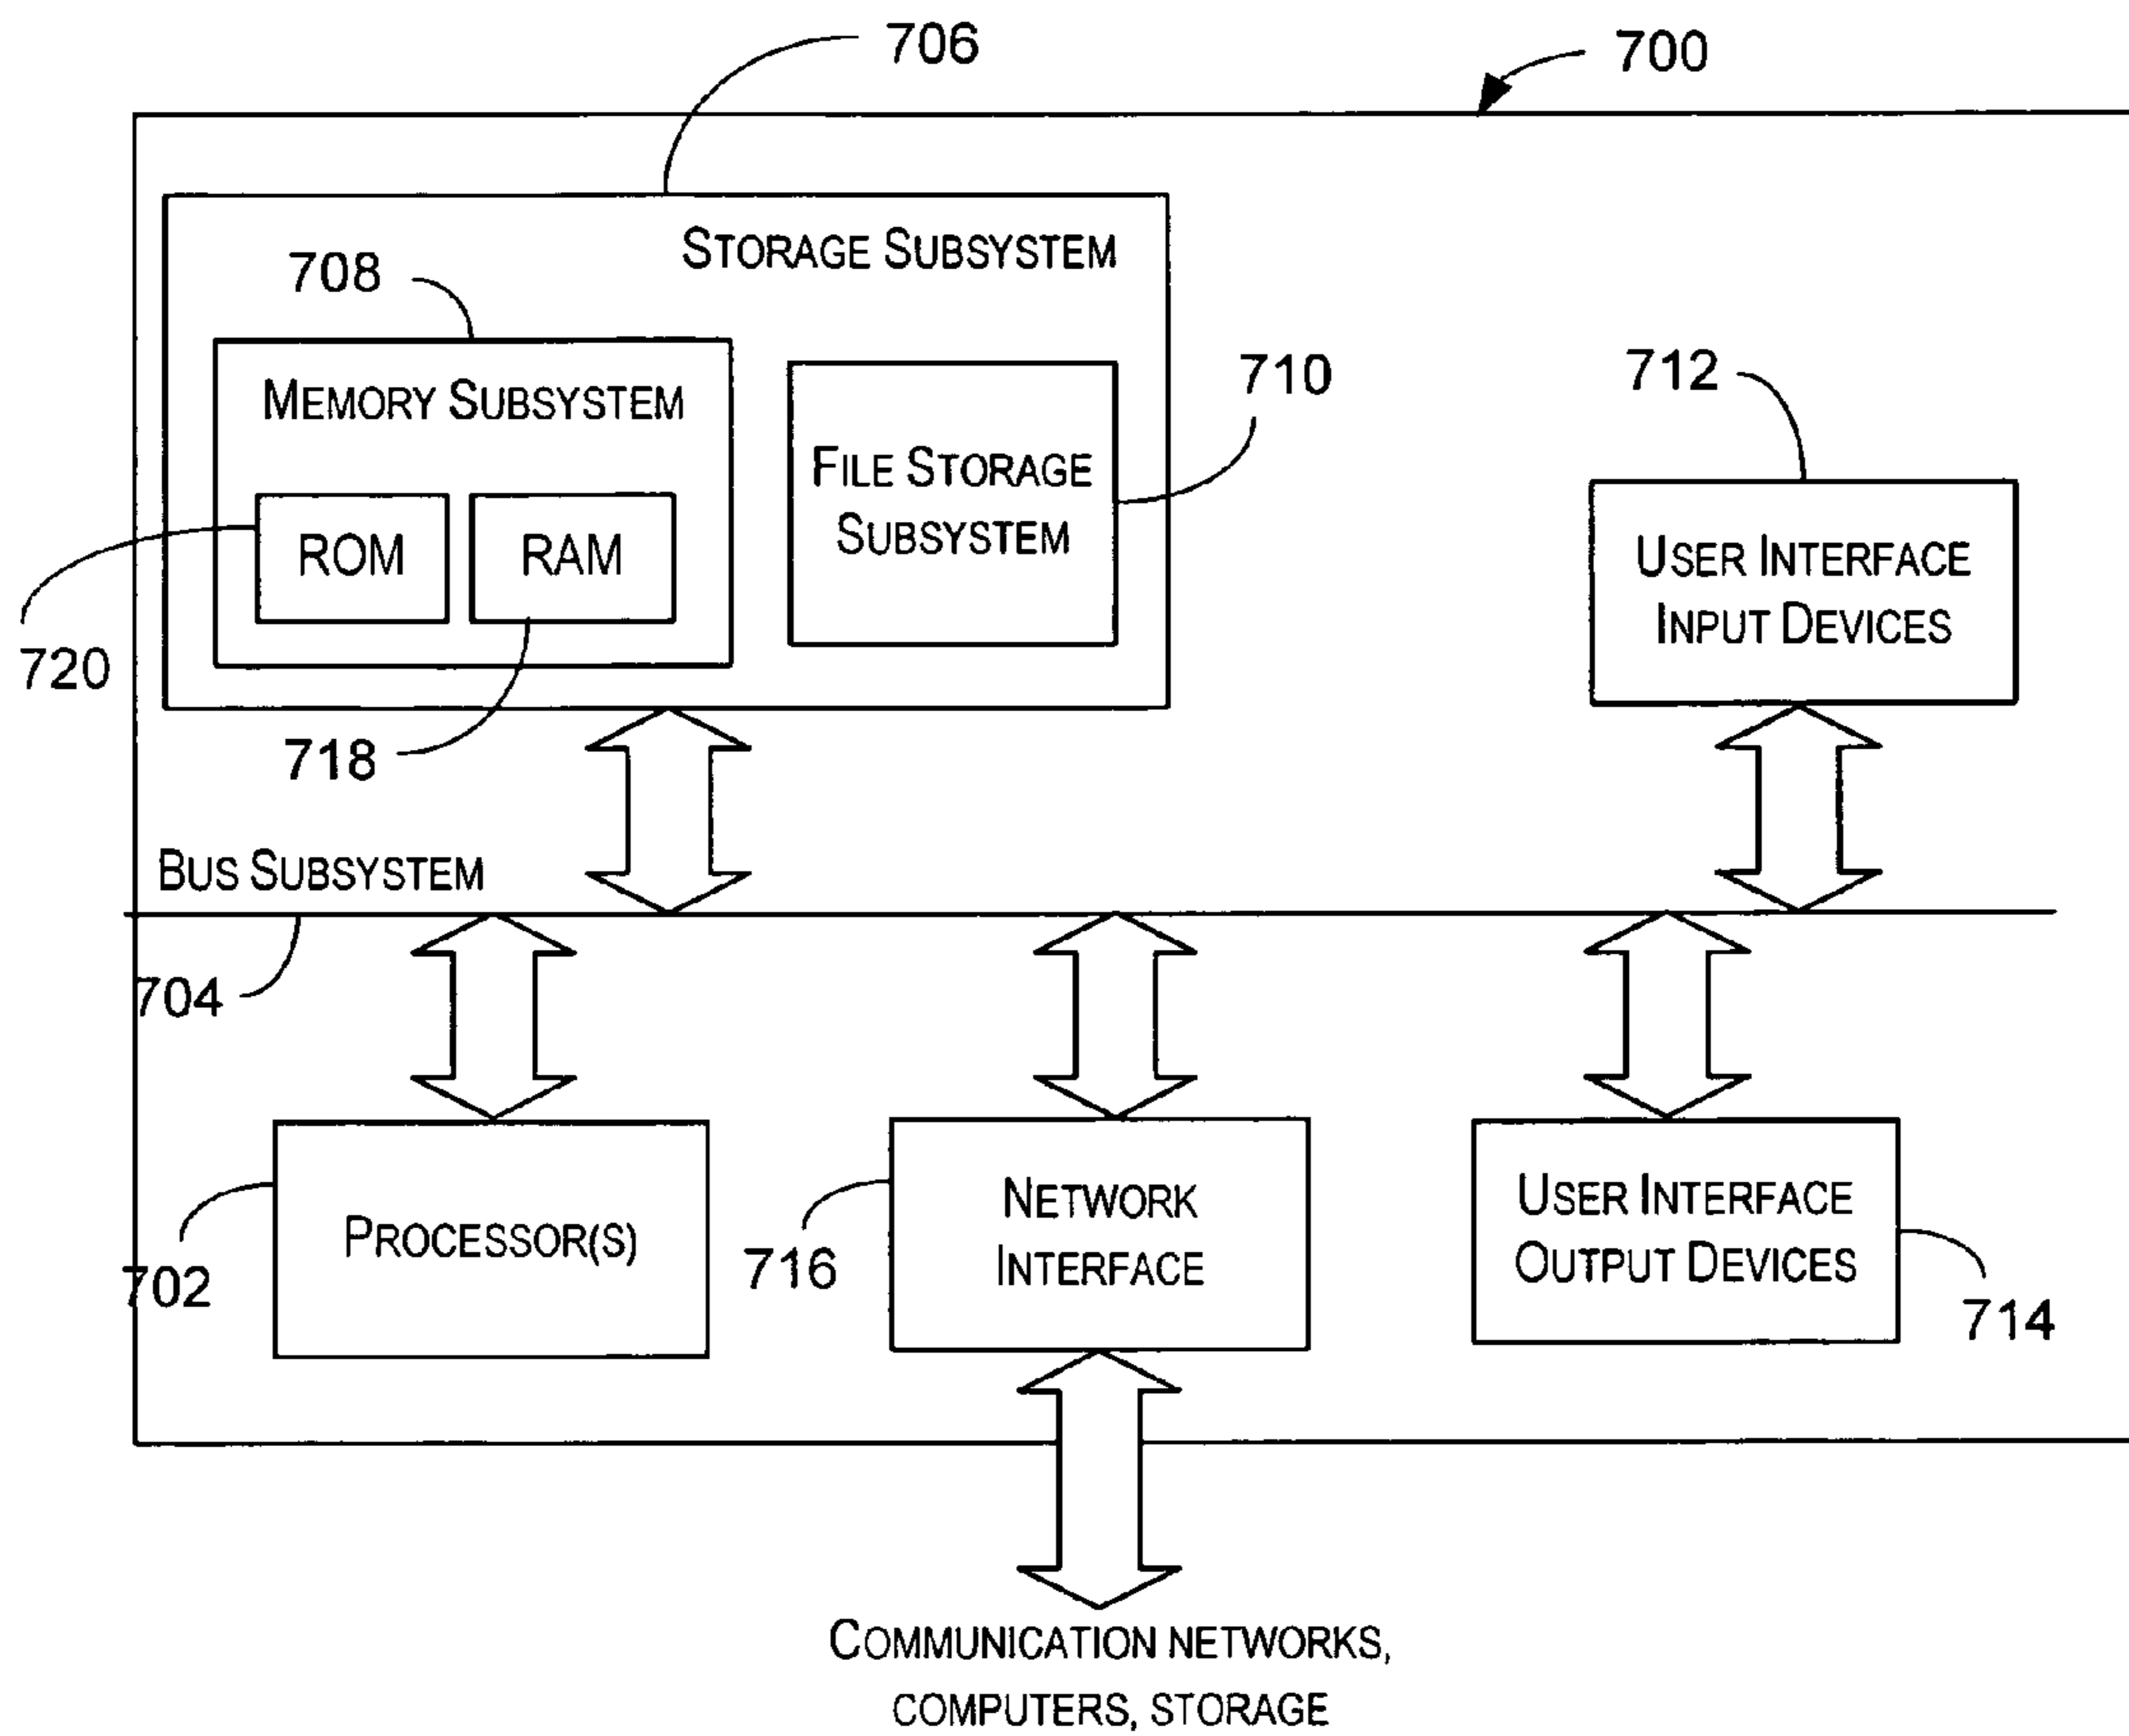 706
700
STORAGE SUBSYSTEM
708
MEMORY SUBSYSTEM
ROM
RAM
720
718
FILE STORAGE
SUBSYSTEM
710
712
USER INTERFACE
INPUT DEVICES
BUS SUBSYSTEM
704
PROCESSOR(S)
702
NETWORK
INTERFACE
716
USER INTERFACE
OUTPUT DEVICES
714
COMMUNICATION NETWORKS,
COMPUTERS, STORAGE